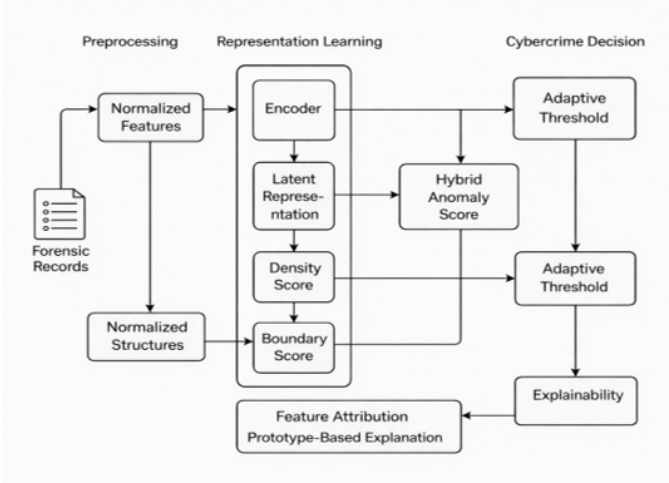 Preprocessing
Representation Learning
Cybercrime Decision
Normalized
Features
Encoder
Adaptive
Threshold
Latent
Represe-
ntation
Hybrid
Anomaly
Score
Forensic
Records
Density
Score
Adaptive
Threshold
Normalized
Structures
Boundary
Score
Explainability
Feature Attribution
Prototype-Based Explanation